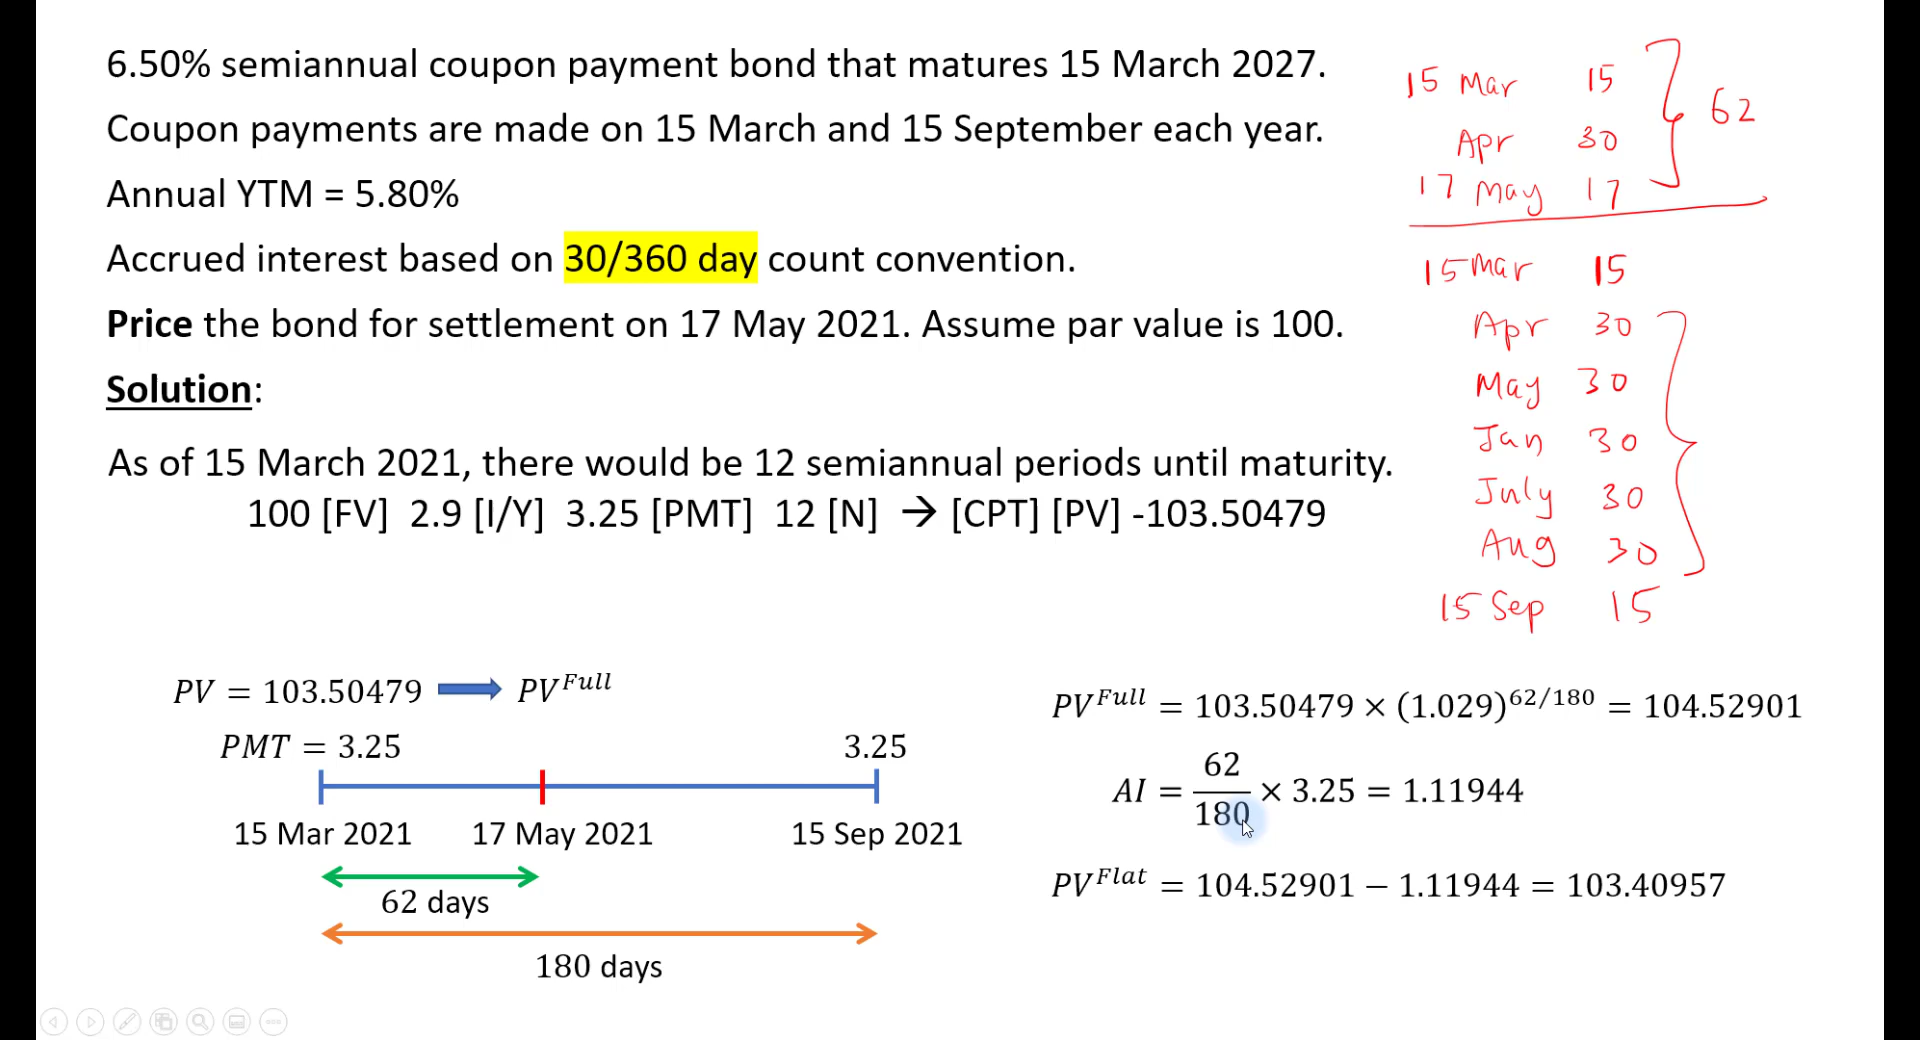 6.50% semiannual coupon payment bond that matures 15 March 2027.
Coupon payments are made on 15 March and 15 September each year.
Annual YTM = 5.80%
Accrued interest based on 30/360 day count convention.
Price the bond for settlement on 17 May 2021. Assume par value is 100.
Solution:
As of 15 March 2021, there would be 12 semiannual periods until maturity.
100 [FV] 2.9 [I/Y] 3.25 [PMT] 12 [N] → [CPT] [PV] -103.50479
15 Mar 15
Apr 30
17 May 17
62
15 Mar 15
Apr 30
May 30
Jan 30
July 30
Aug 30
15 Sep 15
PV = 103.50479 PV^Full
PMT = 3.25 3.25
15 Mar 2021 17 May 2021 15 Sep 2021
62 days
180 days
PV^Full = 103.50479 × (1.029)^62/180 = 104.52901
AI = 62/180 × 3.25 = 1.11944
PV^Flat = 104.52901 − 1.11944 = 103.40957